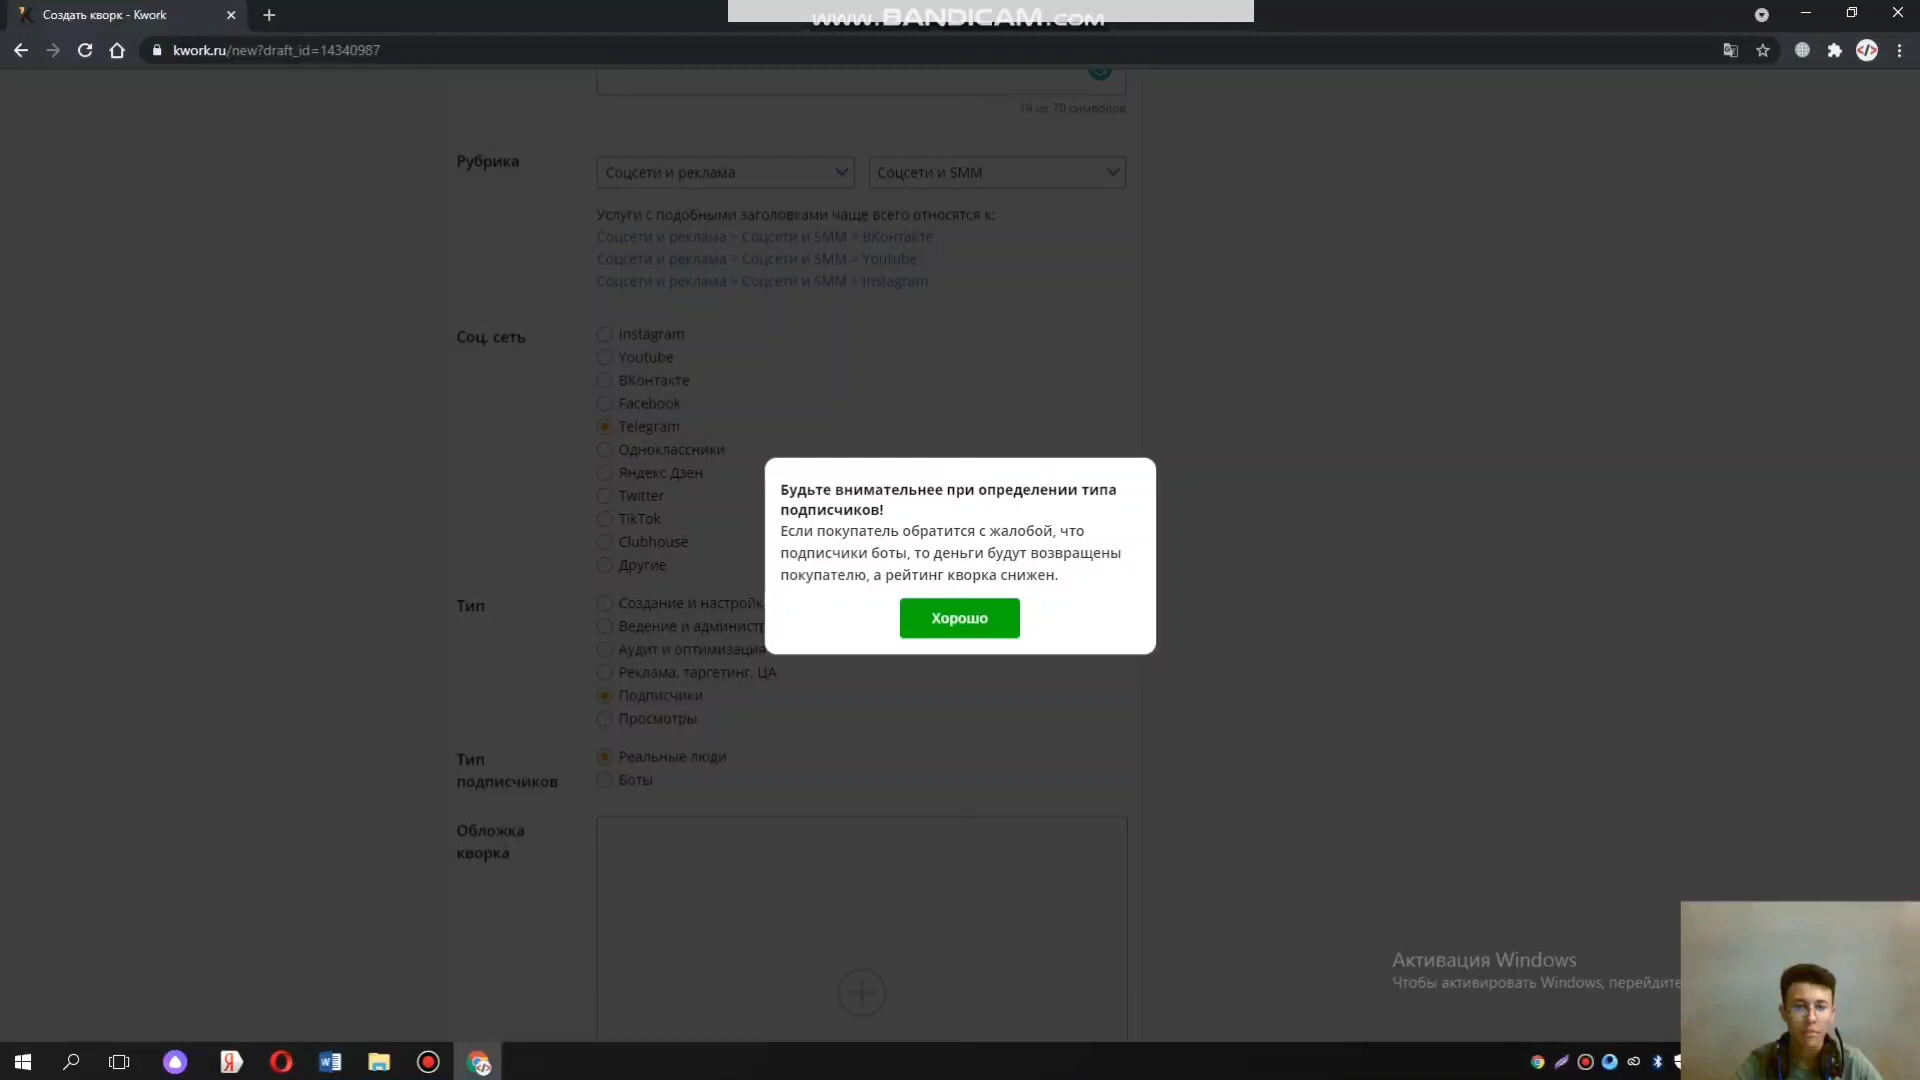 Создать кворк - Kwork
www.BANDICAM.com
kwork.ru/new?draft_id=14340987
19 из 70 символов
Рубрика
Соцсети и реклама
Соцсети и SMM
Услуги с подобными заголовками чаще всего относятся к:
Соцсети и реклама > Соцсети и SMM > ВКонтакте
Соцсети и реклама > Соцсети и SMM > Youtube
Соцсети и реклама > Соцсети и SMM > Instagram
Соц. сеть
Instagram
Youtube
ВКонтакте
Facebook
Telegram
Одноклассники
Яндекс Дзен
Twitter
TikTok
Clubhouse
Другие
Будьте внимательнее при определении типа
подписчиков!
Если покупатель обратится с жалобой, что
подписчики боты, то деньги будут возвращены
покупателю, а рейтинг кворка снижен.
Хорошо
Тип
Создание и настройк
Ведение и админист
Аудит и оптимизация
Реклама, таргетинг, ЦА
Подписчики
Просмотры
Тип
подписчиков
Реальные люди
Боты
Обложка
кворка
Активация Windows
Чтобы активировать Windows, перейдите